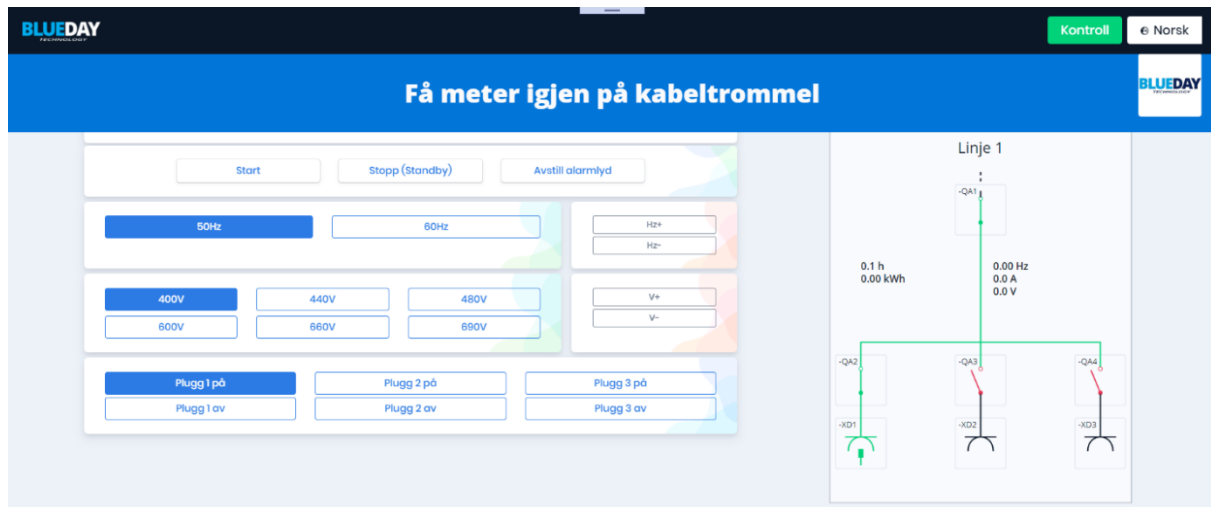 BLUEDAY
TECHNOLOGY
Kontroll
Norsk
Få meter igjen på kabeltrommel
BLUEDAY
TECHNOLOGY
Start
Stopp (Standby)
Avstill alarmlyd
50Hz
60Hz
Hz+
Hz-
400V
440V
480V
V+
600V
660V
690V
V-
Plugg 1 på
Plugg 2 på
Plugg 3 på
Plugg 1 av
Plugg 2 av
Plugg 3 av
Linje 1
-QA1
0.1 h
0.00 kWh
0.00 Hz
0.0 A
0.0 V
-QA2
-QA3
-QA4
-XD1
-XD2
-XD3